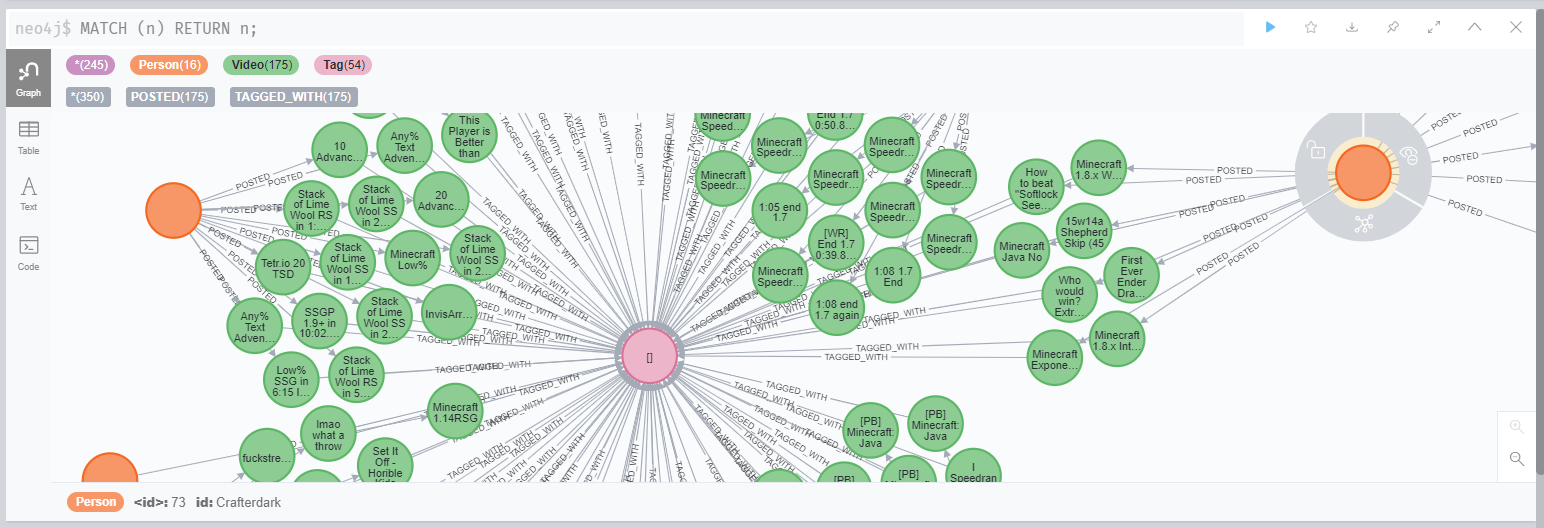 neo4j$ MATCH (n) RETURN n;
Graph
Table
Text
Code
*(245) Person(16) Video(175) Tag(54)
*(350) POSTED(175) TAGGED_WITH(175)
10 Advanc...
Any% Text Adven...
This Player is Better than
Stack of Lime Wool RS in 1:...
Stack of Lime Wool SS in 2...
20 Advanc...
Tetr.io 20 TSD
Stack of Lime Wool SS in 1...
Minecraft Low%
Stack of Lime Wool SS in 2...
Any% Text Adven...
SSGP 1.9+ in 10:02....
Stack of Lime Wool SS in 2...
InvisArr...
Low% SSG in 6:15 I...
Stack of Lime Wool RS in 5...
Minecraft 1.14RSG
lmao what a throw
fuckstre...
Set It Off - Horible Kids
[]
Minecraft Speed...
Minecraft Speedr...
End 1.7 0:50.8...
Minecraft Speedr...
Minecraft Speedr...
Minecraft Speedr...
Minecraft Speedr...
1:05 end 1.7
Minecraft Speedr...
[WR] End 1.7 0:39.8...
Minecraft Speedr...
Minecraft Speedr...
1:08 1.7 End
1:08 end 1.7 again
How to beat "Softlock See...
Minecraft 1.8.x W...
15w14a Shepherd Skip (45
Minecraft Java No
First Ever Ender Dra...
Who would win? Extr...
Minecraft 1.8.x Int...
Minecraft Expone...
[PB] Minecraft: Java
[PB] Minecraft: Java
[PB]
[PB] Minecraft:
I Speedran
POSTED
TAGGED_WITH
Person <id>: 73 id: Crafterdark